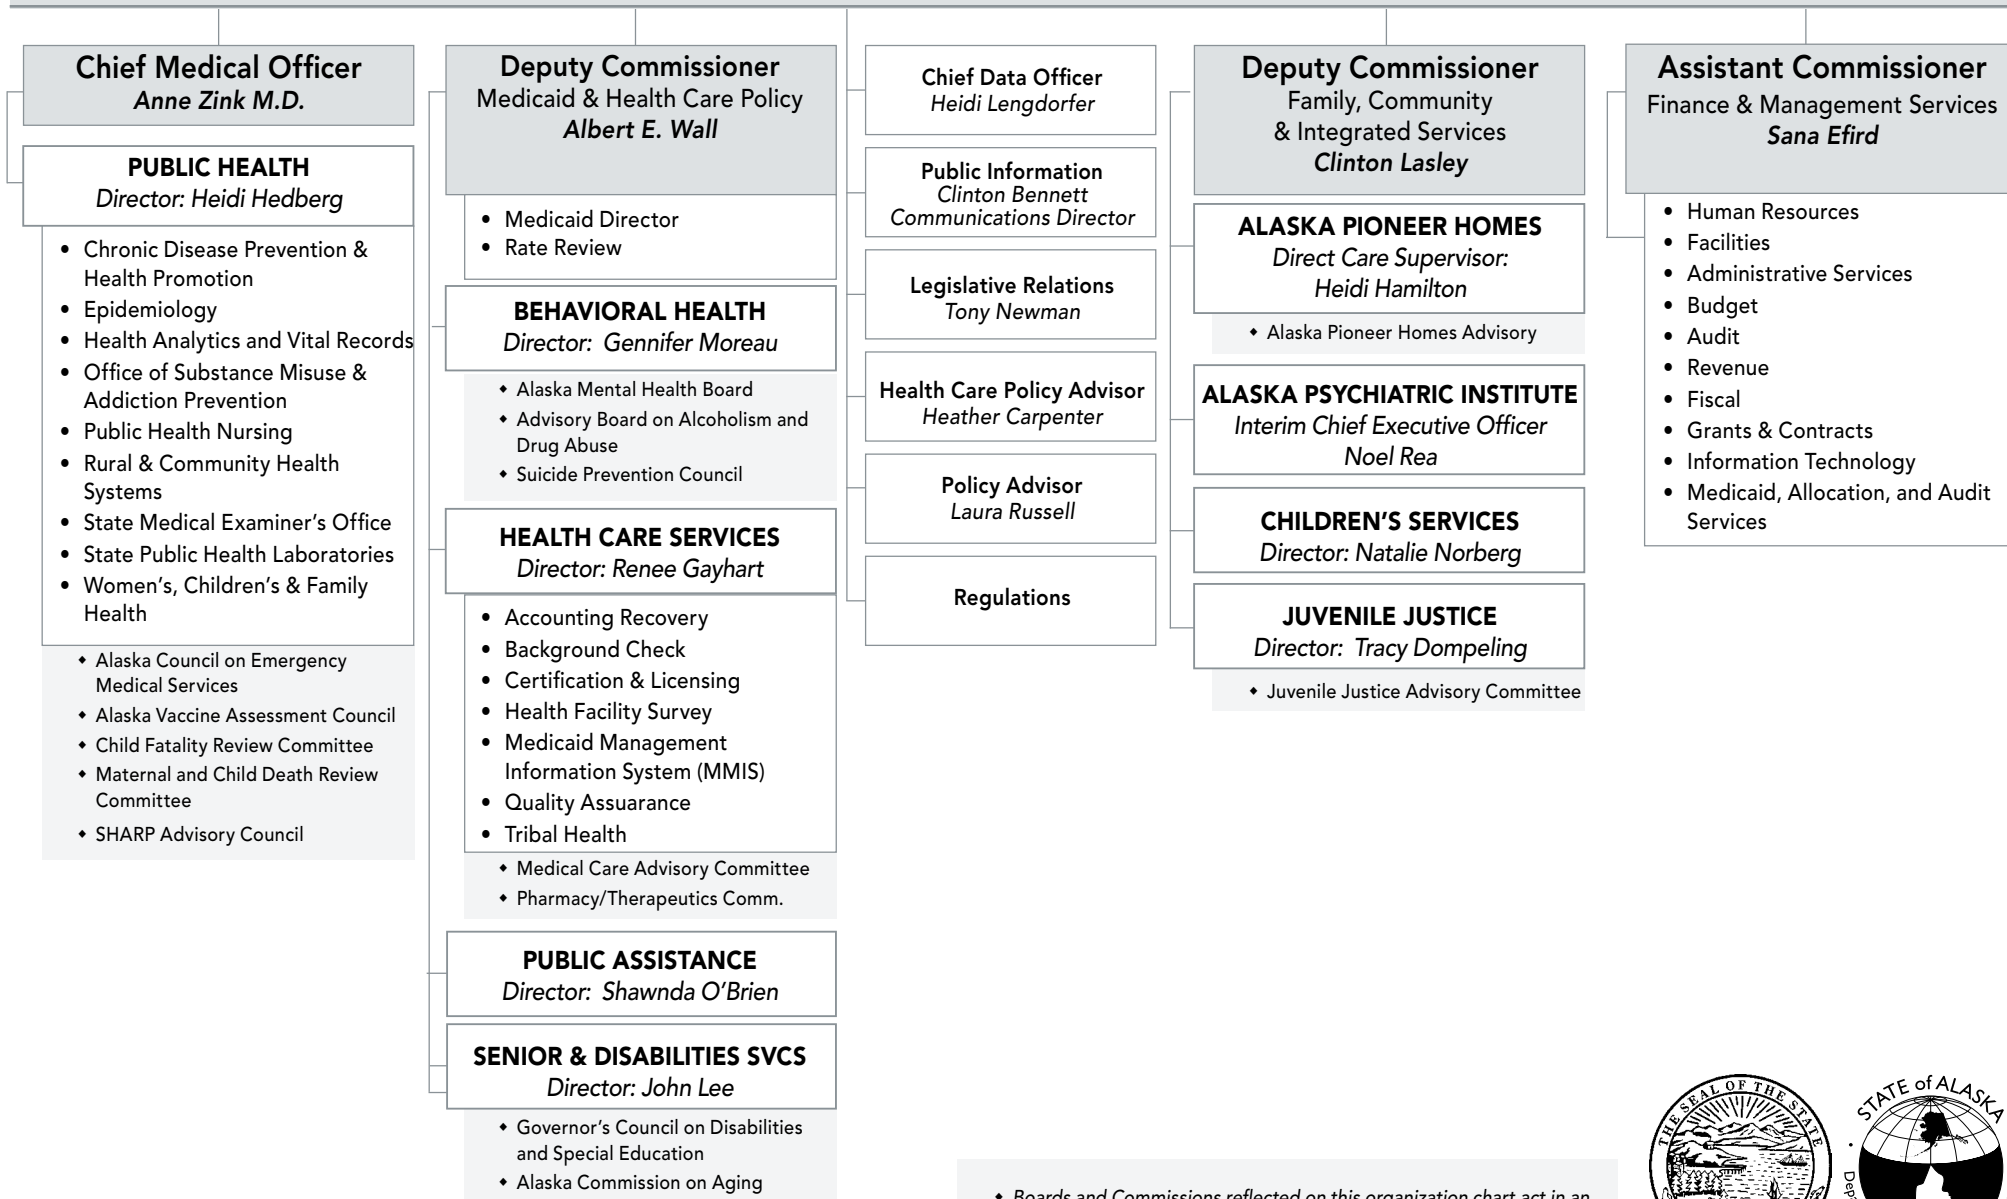 Chief Medical Officer
Anne Zink M.D.
PUBLIC HEALTH
Director: Heidi Hedberg
• Chronic Disease Prevention &
Health Promotion
• Epidemiology
• Health Analytics and Vital Records
• Office of Substance Misuse &
Addiction Prevention
• Public Health Nursing
• Rural & Community Health
Systems
• State Medical Examiner's Office
• State Public Health Laboratories
• Women's, Children's & Family
Health
◆ Alaska Council on Emergency
Medical Services
◆ Alaska Vaccine Assessment Council
◆ Child Fatality Review Committee
◆ Maternal and Child Death Review
Committee
◆ SHARP Advisory Council
Deputy Commissioner
Medicaid & Health Care Policy
Albert E. Wall
• Medicaid Director
• Rate Review
BEHAVIORAL HEALTH
Director: Gennifer Moreau
◆ Alaska Mental Health Board
◆ Advisory Board on Alcoholism and
Drug Abuse
◆ Suicide Prevention Council
HEALTH CARE SERVICES
Director: Renee Gayhart
• Accounting Recovery
• Background Check
• Certification & Licensing
• Health Facility Survey
• Medicaid Management
Information System (MMIS)
• Quality Assuarance
• Tribal Health
◆ Medical Care Advisory Committee
◆ Pharmacy/Therapeutics Comm.
PUBLIC ASSISTANCE
Director: Shawnda O'Brien
SENIOR & DISABILITIES SVCS
Director: John Lee
◆ Governor's Council on Disabilities
and Special Education
◆ Alaska Commission on Aging
Chief Data Officer
Heidi Lengdorfer
Public Information
Clinton Bennett
Communications Director
Legislative Relations
Tony Newman
Health Care Policy Advisor
Heather Carpenter
Policy Advisor
Laura Russell
Regulations
Deputy Commissioner
Family, Community
& Integrated Services
Clinton Lasley
ALASKA PIONEER HOMES
Direct Care Supervisor:
Heidi Hamilton
◆ Alaska Pioneer Homes Advisory
ALASKA PSYCHIATRIC INSTITUTE
Interim Chief Executive Officer
Noel Rea
CHILDREN'S SERVICES
Director: Natalie Norberg
JUVENILE JUSTICE
Director: Tracy Dompeling
◆ Juvenile Justice Advisory Committee
Assistant Commissioner
Finance & Management Services
Sana Efird
• Human Resources
• Facilities
• Administrative Services
• Budget
• Audit
• Revenue
• Fiscal
• Grants & Contracts
• Information Technology
• Medicaid, Allocation, and Audit
Services
◆ Boards and Commissions reflected on this organization chart act in an
THE SEAL OF THE STATE
STATE of ALASKA